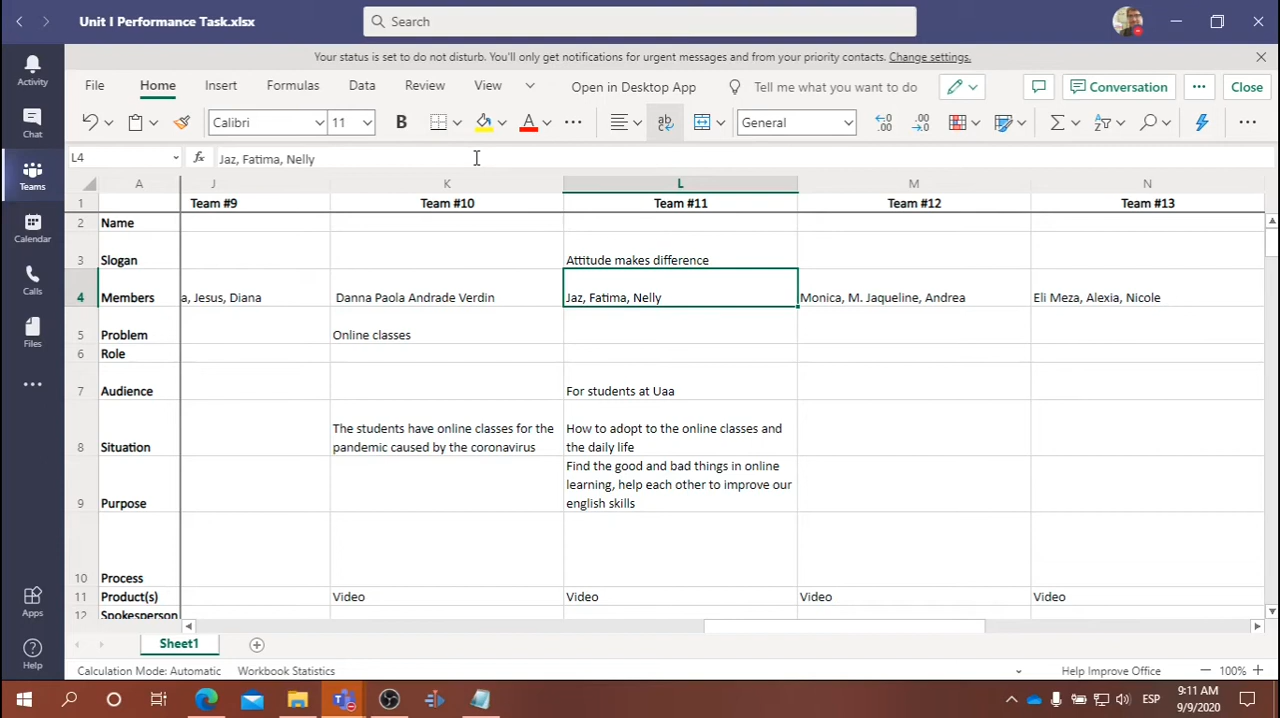 Unit I Performance Task.xlsx
Search
Your status is set to do not disturb. You'll only get notifications for urgent messages and from your priority contacts. Change settings.
File Home Insert Formulas Data Review View Open in Desktop App Tell me what you want to do Conversation Close
Calibri 11 B A ab General
L4 fx Jaz, Fatima, Nelly
A J K L M N
1 Team #9 Team #10 Team #11 Team #12 Team #13
2 Name
3 Slogan Attitude makes difference
4 Members a, Jesus, Diana Danna Paola Andrade Verdin Jaz, Fatima, Nelly Monica, M. Jaqueline, Andrea Eli Meza, Alexia, Nicole
5 Problem Online classes
6 Role
7 Audience For students at Uaa
The students have online classes for the How to adopt to the online classes and
8 Situation pandemic caused by the coronavirus the daily life
Find the good and bad things in online
learning, help each other to improve our
9 Purpose english skills
10 Process
11 Product(s) Video Video Video Video
12 Spokesperson
Sheet1
Calculation Mode: Automatic Workbook Statistics Help Improve Office 100%
Activity
Chat
Teams
Calendar
Calls
Files
Apps
Help
ESP
9:11 AM
9/9/2020